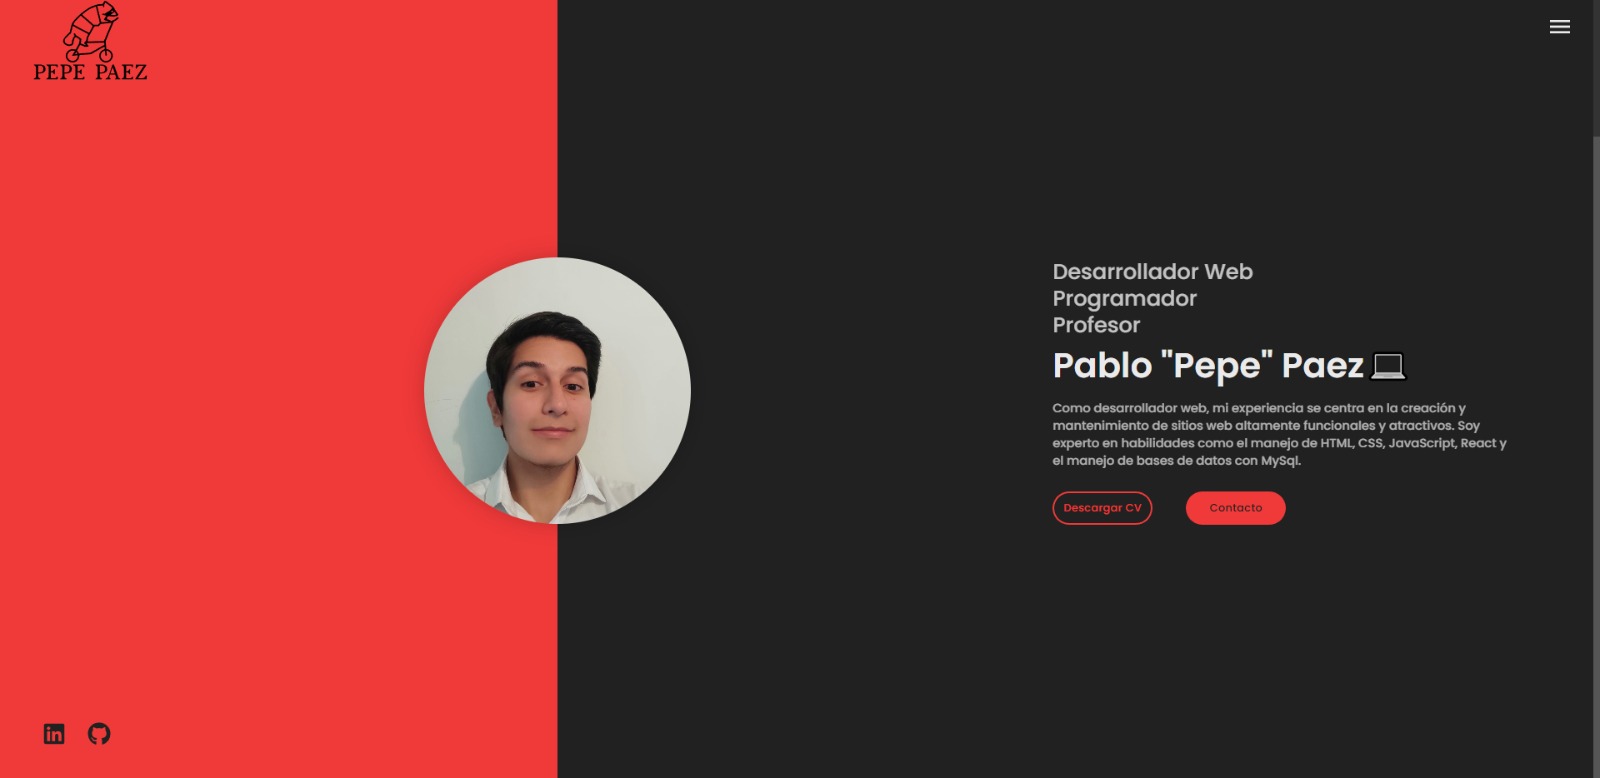 PEPE PAEZ
Desarrollador Web
Programador
Profesor
Pablo "Pepe" Paez
Como desarrollador web, mi experiencia se centra en la creación y
mantenimiento de sitios web altamente funcionales y atractivos. Soy
experto en habilidades como el manejo de HTML, CSS, JavaScript, React y
el manejo de bases de datos con MySql.
Descargar CV
Contacto
in